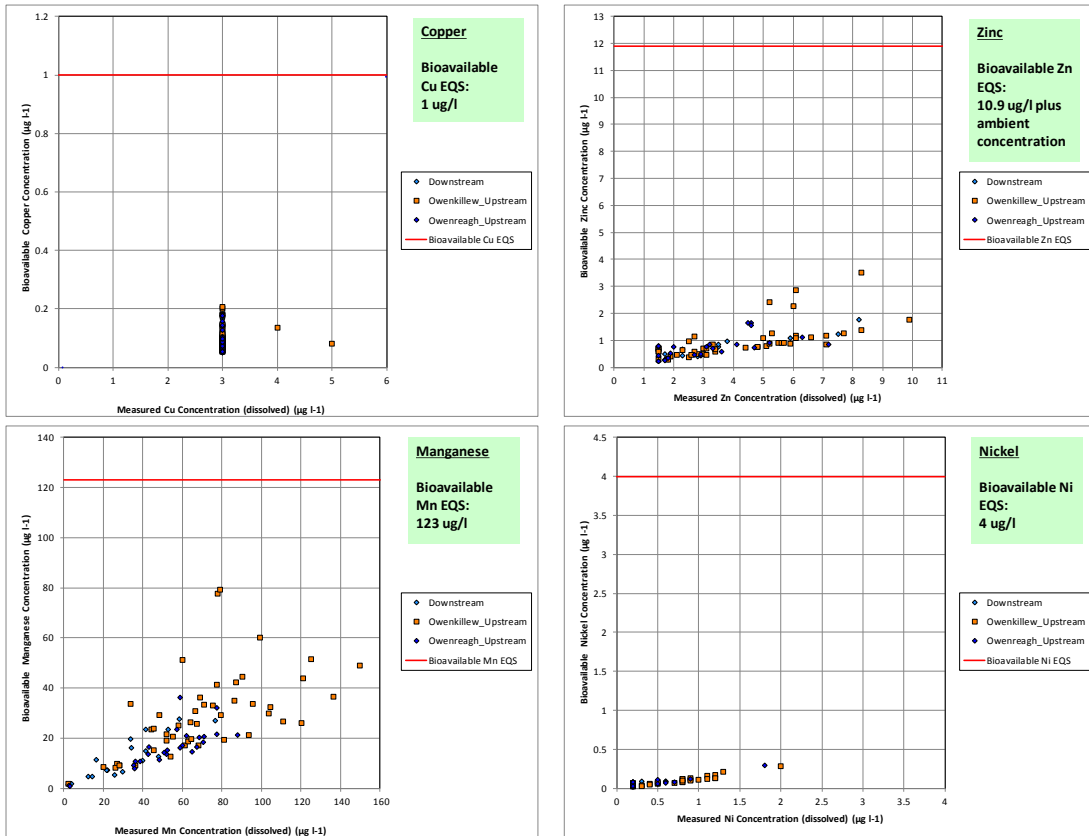 1.2
1
0.8
0.6
0.4
0.2
0
0
1
2
3
4
5
6
Bioavailable Copper Concentration (µg l-1)
Measured Cu Concentration (dissolved) (µg l-1)
Copper
Bioavailable
Cu EQS:
1 ug/l
Downstream
Owenkillew_Upstream
Owenreagh_Upstream
Bioavailable Cu EQS
13
12
11
10
9
8
7
6
5
4
3
2
1
0
0
1
2
3
4
5
6
7
8
9
10
11
Bioavailable Zinc Concentration (µg l-1)
Measured Zn Concentration (dissolved) (µg l-1)
Zinc
Bioavailable Zn
EQS:
10.9 ug/l plus
ambient
concentration
Downstream
Owenkillew_Upstream
Owenreagh_Upstream
Bioavailable Zn EQS
140
120
100
80
60
40
20
0
0
20
40
60
80
100
120
140
160
Bioavailable Manganese Concentration (µg l-1)
Measured Mn Concentration (dissolved) (µg l-1)
Manganese
Bioavailable
Mn EQS:
123 ug/l
Downstream
Owenkillew_Upstream
Owenreagh_Upstream
Bioavailable Mn EQS
4.5
4
3.5
3
2.5
2
1.5
1
0.5
0
0
0.5
1
1.5
2
2.5
3
3.5
4
Bioavailable Nickel Concentration (µg l-1)
Measured Ni Concentration (dissolved) (µg l-1)
Nickel
Bioavailable Ni
EQS:
4 ug/l
Downstream
Owenkillew_Upstream
Owenreagh_Upstream
Bioavailable Ni EQS